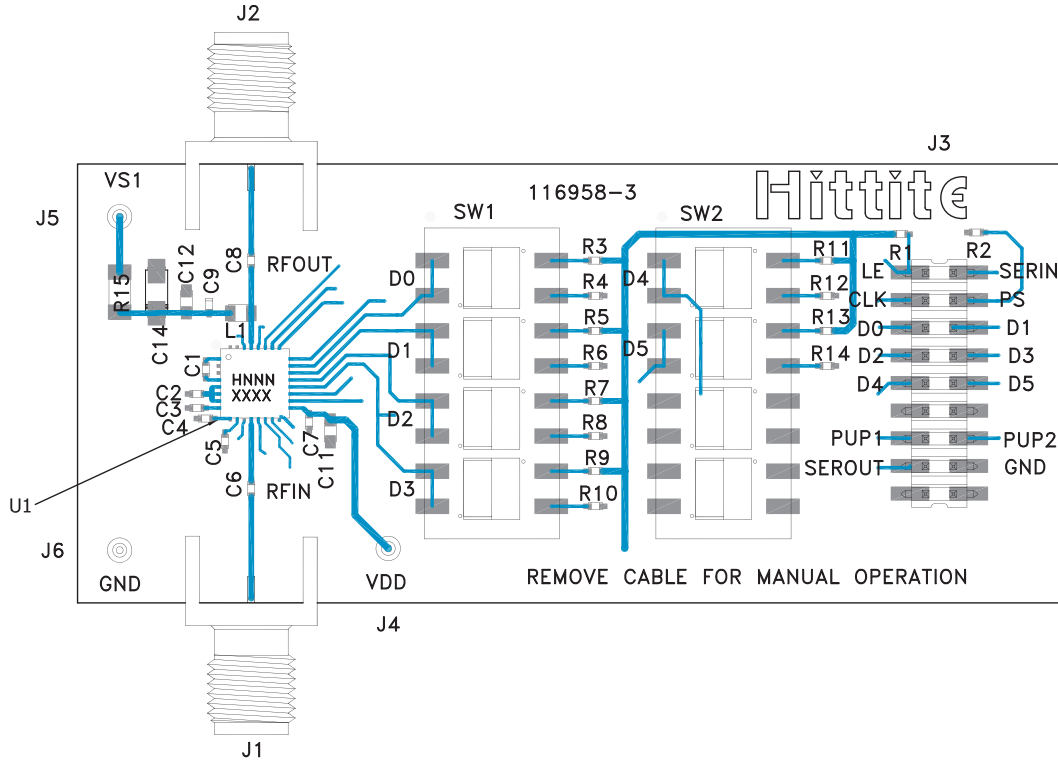 J2
J3
VS1
116958-3
Hittite
J5
SW1
SW2
C12
C9
C8
RFOUT
D0
R3
D4
R11
R1
R2
R15
R4
R12
LE
SERIN
CLK
PS
C14
L1
R5
R13
D0
D1
D1
D5
R6
R14
D2
D3
C1
HNNN
XXXX
C2
R7
D4
D5
C3
C4
D2
R8
PUP1
PUP2
C5
C7
C11
R9
SEROUT
GND
C6
RFIN
D3
R10
U1
J6
GND
VDD
REMOVE CABLE FOR MANUAL OPERATION
J4
J1